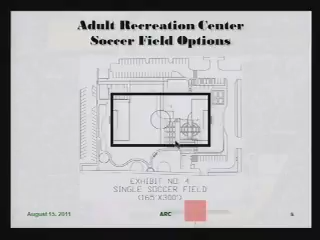 Adult Recreation Center
Soccer Field Options
EXHIBIT NO. 4
SINGLE SOCCER FIELD
(165'X300')
August 15, 2011
ARC
6